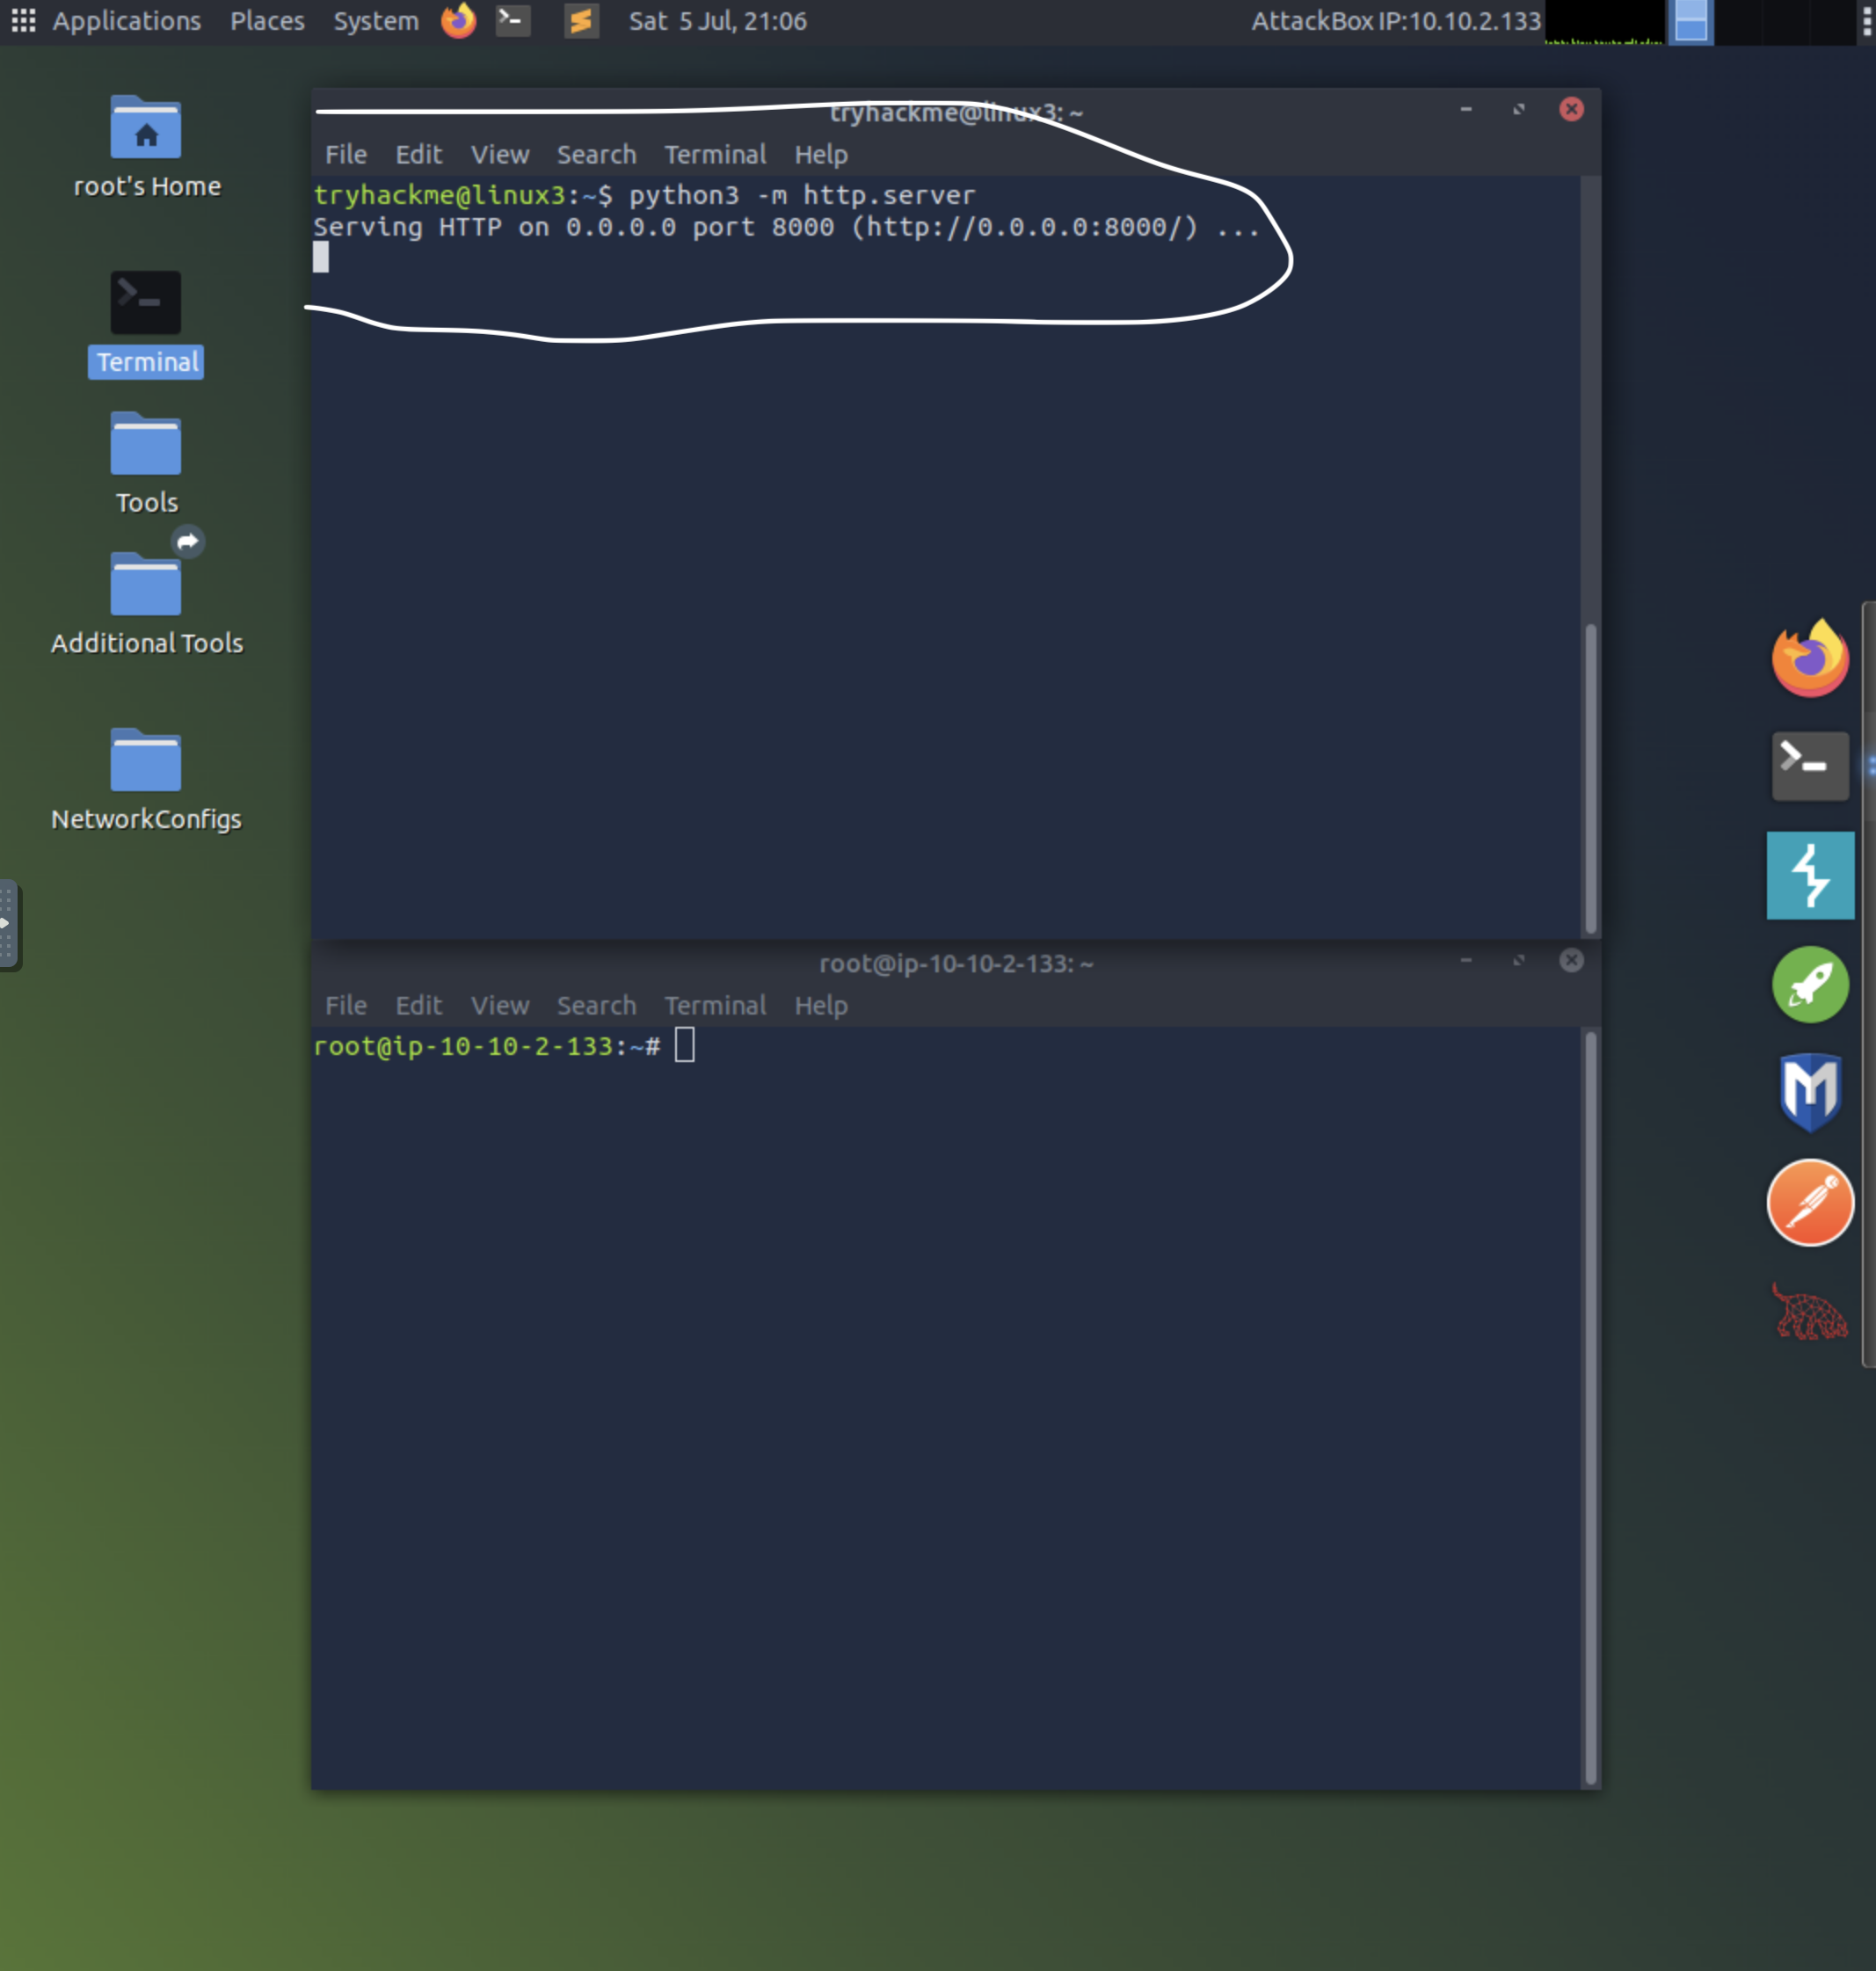 Applications Places System Sat 5 Jul, 21:06 AttackBox IP:10.10.2.133
root's Home
Terminal
Tools
Additional Tools
NetworkConfigs
tryhackme@linux3: ~
File Edit View Search Terminal Help
tryhackme@linux3:~$ python3 -m http.server
Serving HTTP on 0.0.0.0 port 8000 (http://0.0.0.0:8000/) ...
root@ip-10-10-2-133: ~
File Edit View Search Terminal Help
root@ip-10-10-2-133:~#